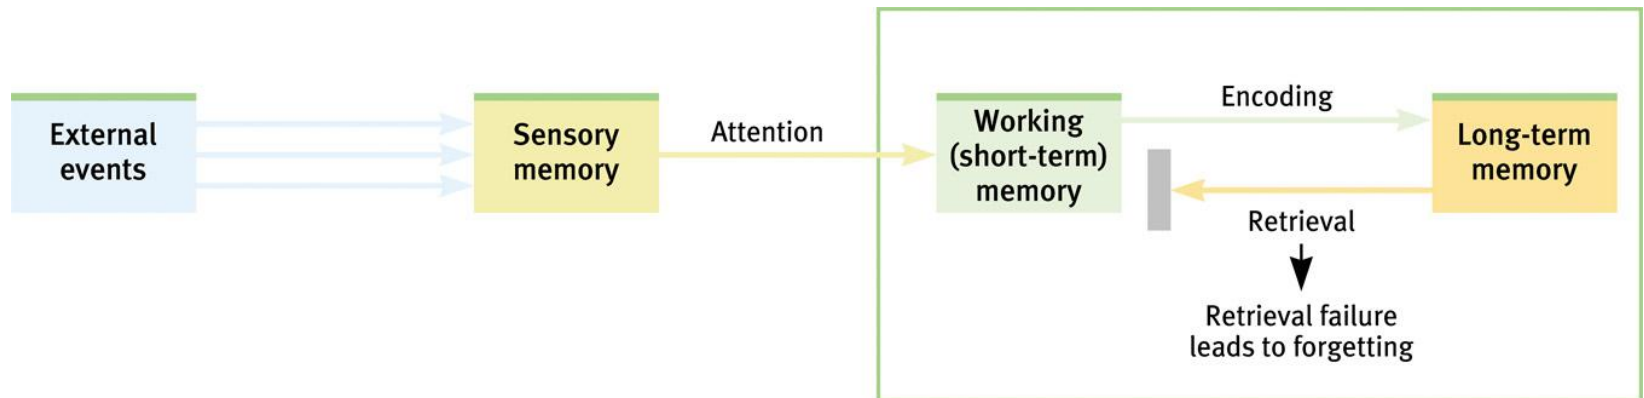 External
events
Sensory
memory
Attention
Working
(short-term)
memory
Encoding
Long-term
memory
Retrieval
Retrieval failure
leads to forgetting